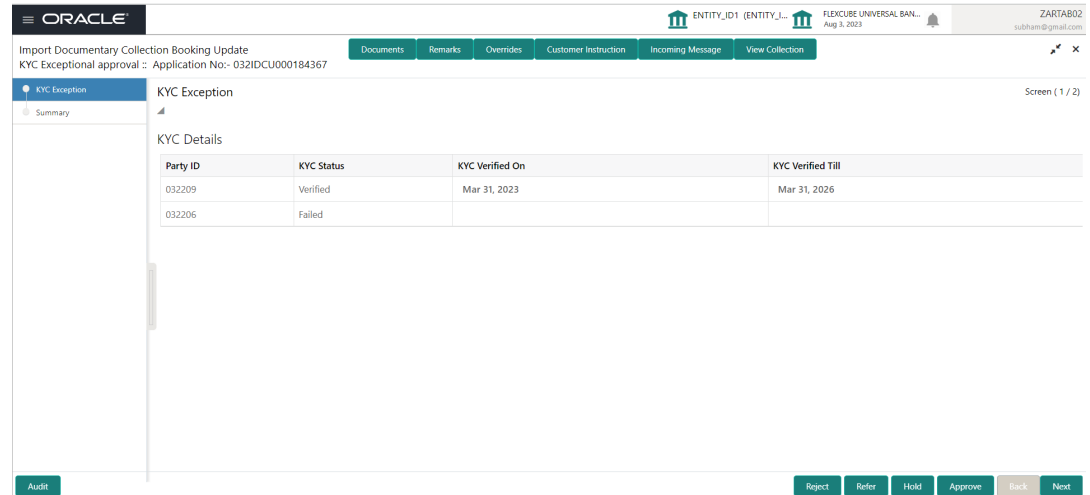 ORACLE
ENTITY_ID1 (ENTITY_I...
FLEXCUBE UNIVERSAL BAN...
Aug 3, 2023
ZARTAB02
subham@gmail.com
Import Documentary Collection Booking Update
KYC Exceptional approval :: Application No:- 032IDCU000184367
Documents Remarks Overrides Customer Instruction Incoming Message View Collection
KYC Exception
Summary
KYC Exception
Screen ( 1 / 2)
KYC Details
Party ID KYC Status KYC Verified On KYC Verified Till
032209 Verified Mar 31, 2023 Mar 31, 2026
032206 Failed
Audit Reject Refer Hold Approve Back Next